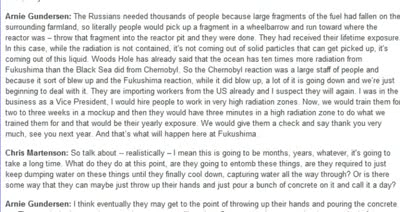 Arnie Gundersen: The Russians needed thousands of people because large fragments of the fuel had fallen on the
surrounding farmland, so literally people would pick up a fragment in a wheelbarrow and run toward where the
reactor was – throw that fragment into the reactor pit and they were done. They had received their lifetime exposure.
In this case, while the radiation is not contained, it's not coming out of solid particles that can get picked up, it's
coming out of this liquid. Woods Hole has already said that the ocean has ten times more radiation from
Fukushima than the Black Sea did from Chernobyl. So the Chernobyl reaction was a large staff of people and
because it sort of blew up and the Fukushima reaction, while it did blow up, a lot of it is going down and we're just
beginning to deal with it. They are importing workers from the US already and I suspect they will again. I was in the
business as a Vice President, I would hire people to work in very high radiation zones. Now, we would train them for
two to three weeks in a mockup and then they would have three minutes in a high radiation zone to do what we
trained them for and that would be their yearly exposure. We would give them a check and say thank you very
much, see you next year. And that's what will happen here at Fukushima.
Chris Martenson: So talk about – realistically – I mean this is going to be months, years, whatever, it's going to
take a long time. What do they do at this point, are they going to entomb these things, are they required to just
keep dumping water on these things until they finally cool down, capturing all the water all the way through? Or is there
some way that they can maybe just throw up their hands and just pour a bunch of concrete on it and call it a day?
Arnie Gundersen: I think eventually they may get to the point of throwing up their hands and pouring the concrete